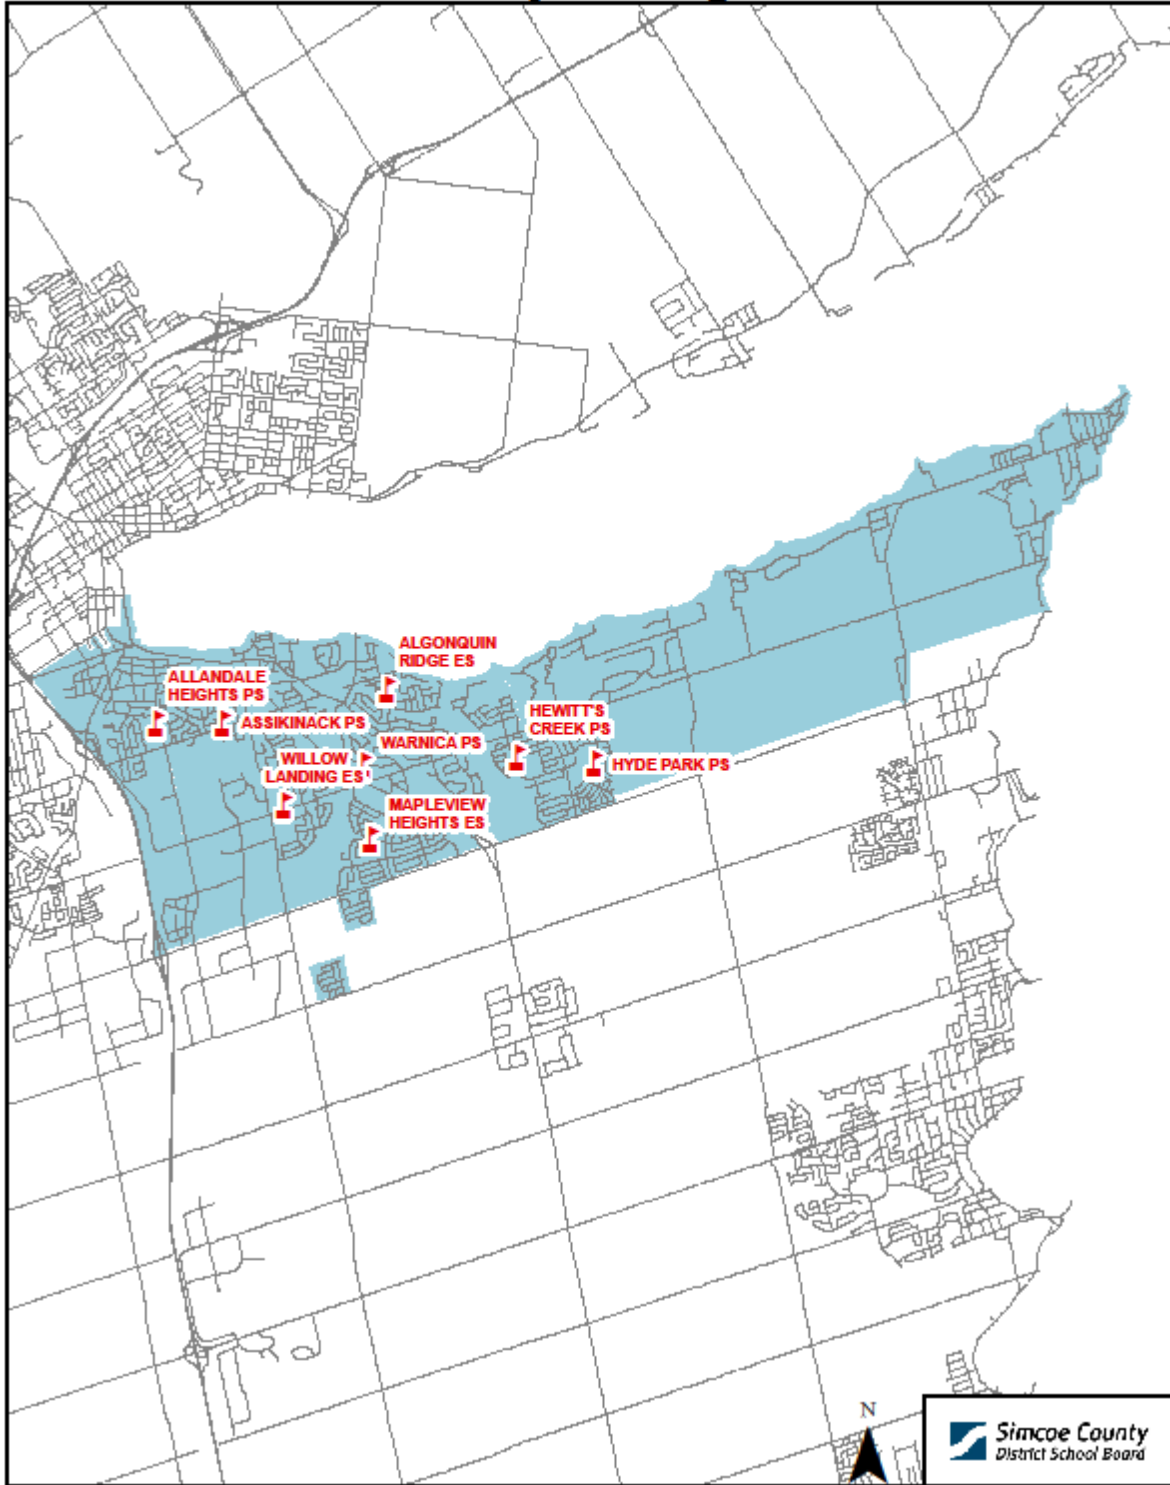 ALGONQUIN
RIDGE ES
ALLANDALE
HEIGHTS PS
ASSIKINACK PS
HEWITT'S
CREEK PS
WARNICA PS
WILLOW
LANDING ES
HYDE PARK PS
MAPLEVIEW
HEIGHTS ES
N
Simcoe County
District School Board